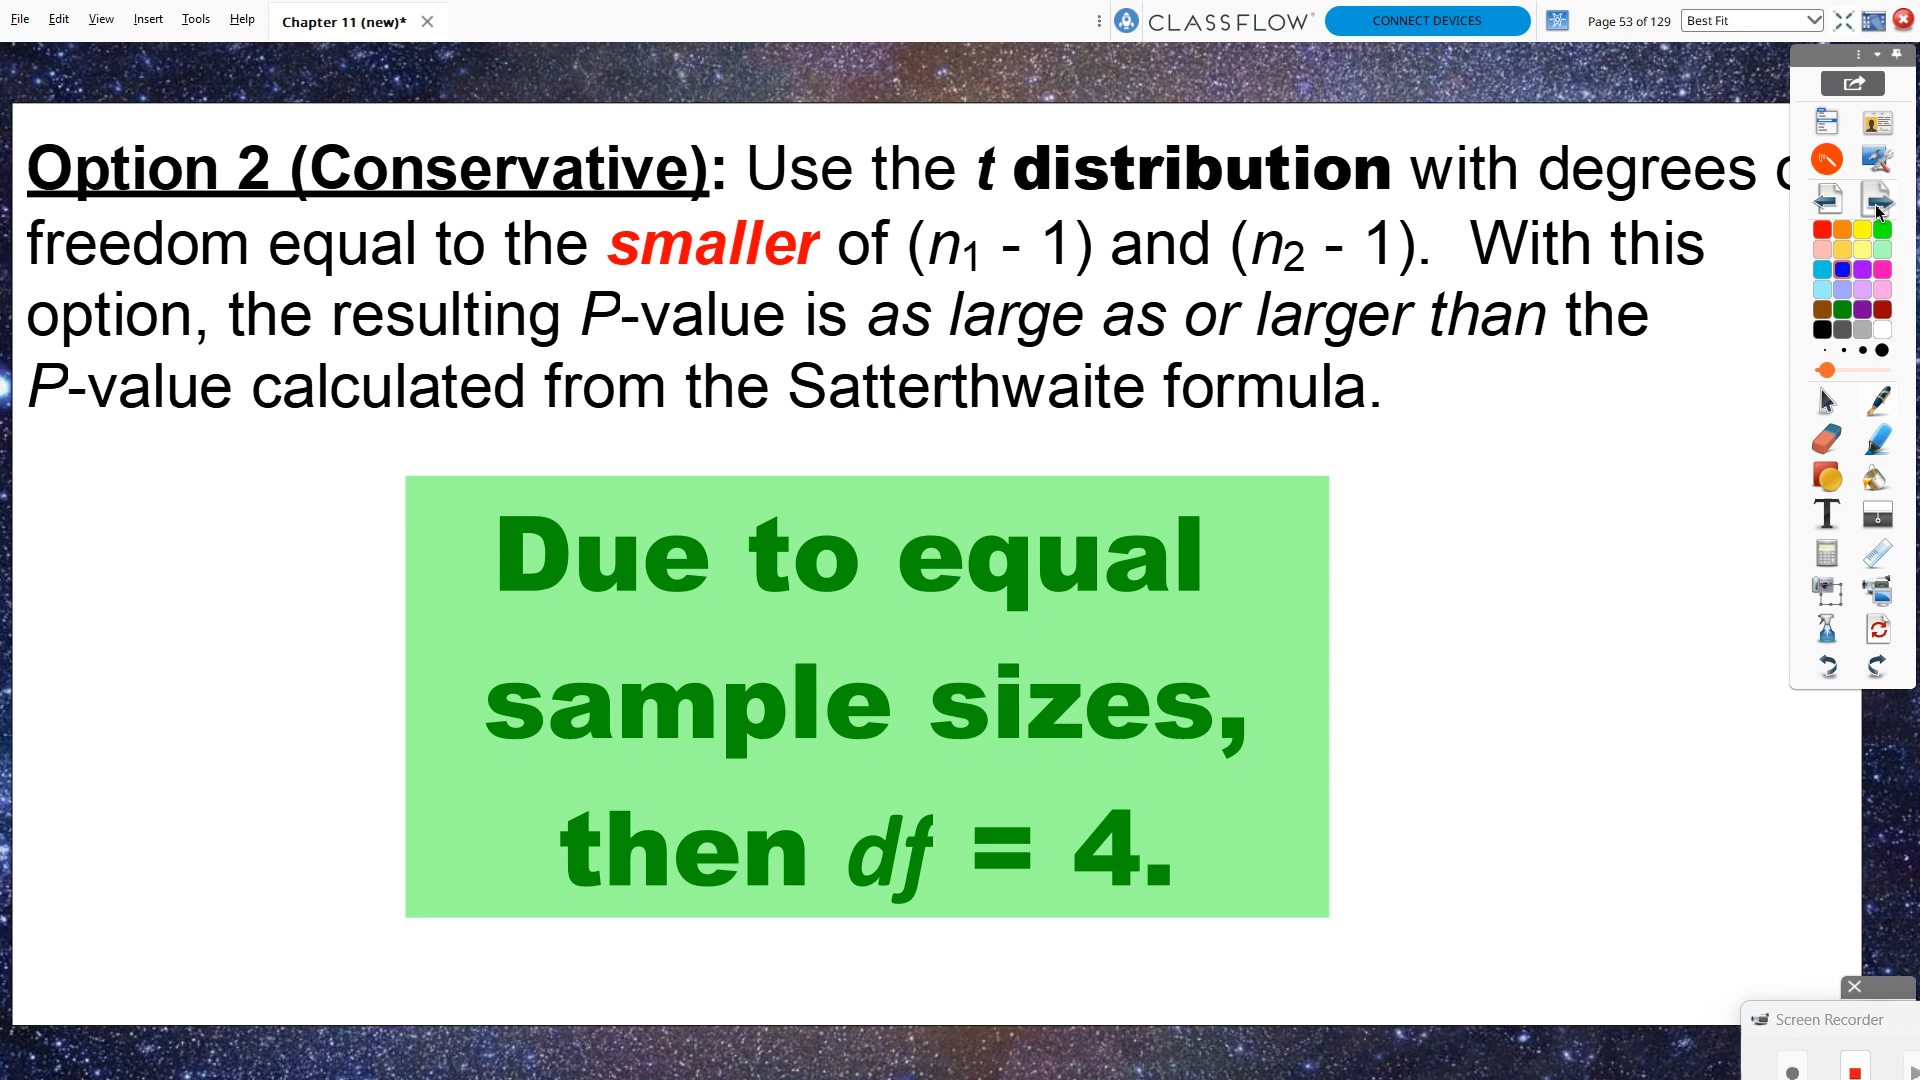 File Edit View Insert Tools Help Chapter 11 (new)* CLASSFLOW CONNECT DEVICES Page 53 of 129 Best Fit
Option 2 (Conservative): Use the t distribution with degrees
freedom equal to the smaller of (n1 - 1) and (n2 - 1). With this
option, the resulting P-value is as large as or larger than the
P-value calculated from the Satterthwaite formula.
Due to equal
sample sizes,
then df = 4.
Screen Recorder